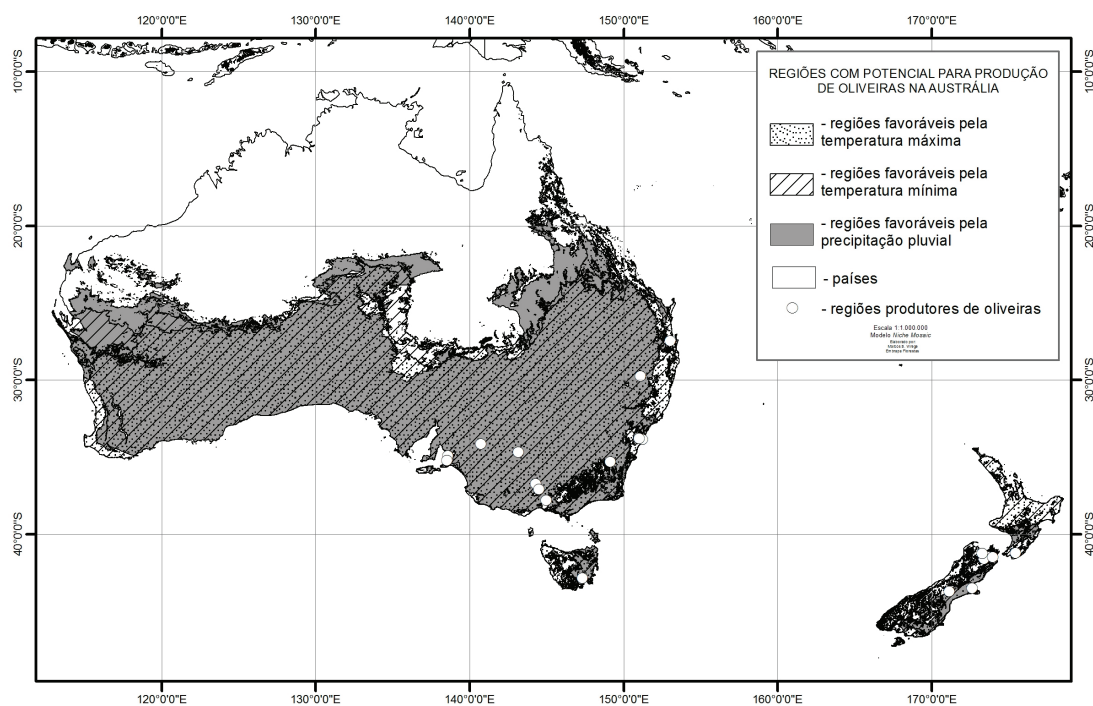 120°0'0"E 130°0'0"E 140°0'0"E 150°0'0"E 160°0'0"E 170°0'0"E
10°0'0"S
20°0'0"S
30°0'0"S
40°0'0"S
10°0'0"S
20°0'0"S
30°0'0"S
40°0'0"S
REGIÕES COM POTENCIAL PARA PRODUÇÃO
DE OLIVEIRAS NA AUSTRÁLIA
- regiões favoráveis pela
temperatura máxima
- regiões favoráveis pela
temperatura mínima
- regiões favoráveis pela
precipitação pluvial
- países
- regiões produtores de oliveiras
Escala 1:1.000.000
Modelo Niche Mosaic
Elaborado por:
Embrapa Florestas
120°0'0"E 130°0'0"E 140°0'0"E 150°0'0"E 160°0'0"E 170°0'0"E